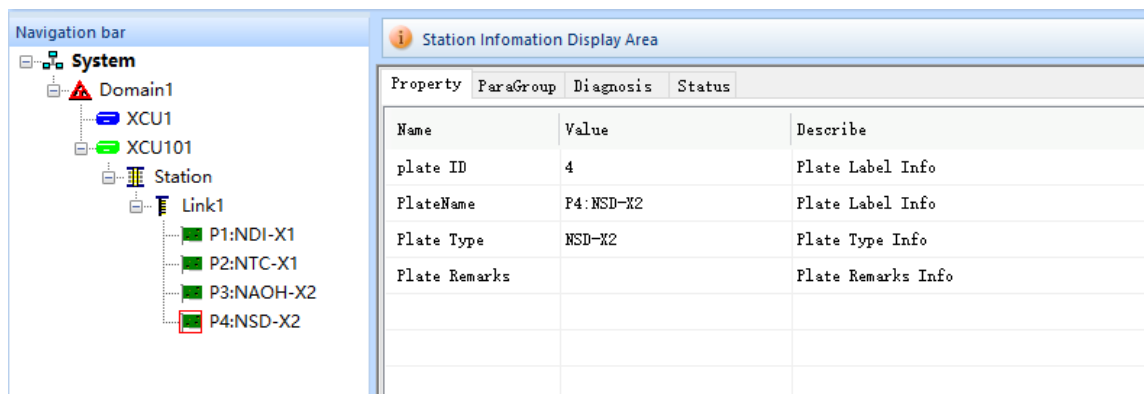 Navigation bar
System
Domain1
XCU1
XCU101
Station
Link1
P1:NDI-X1
P2:NTC-X1
P3:NAOH-X2
P4:NSD-X2
Station Infomation Display Area
Property ParaGroup Diagnosis Status
Name Value Describe
plate ID 4 Plate Label Info
PlateName P4:NSD-X2 Plate Label Info
Plate Type NSD-X2 Plate Type Info
Plate Remarks Plate Remarks Info